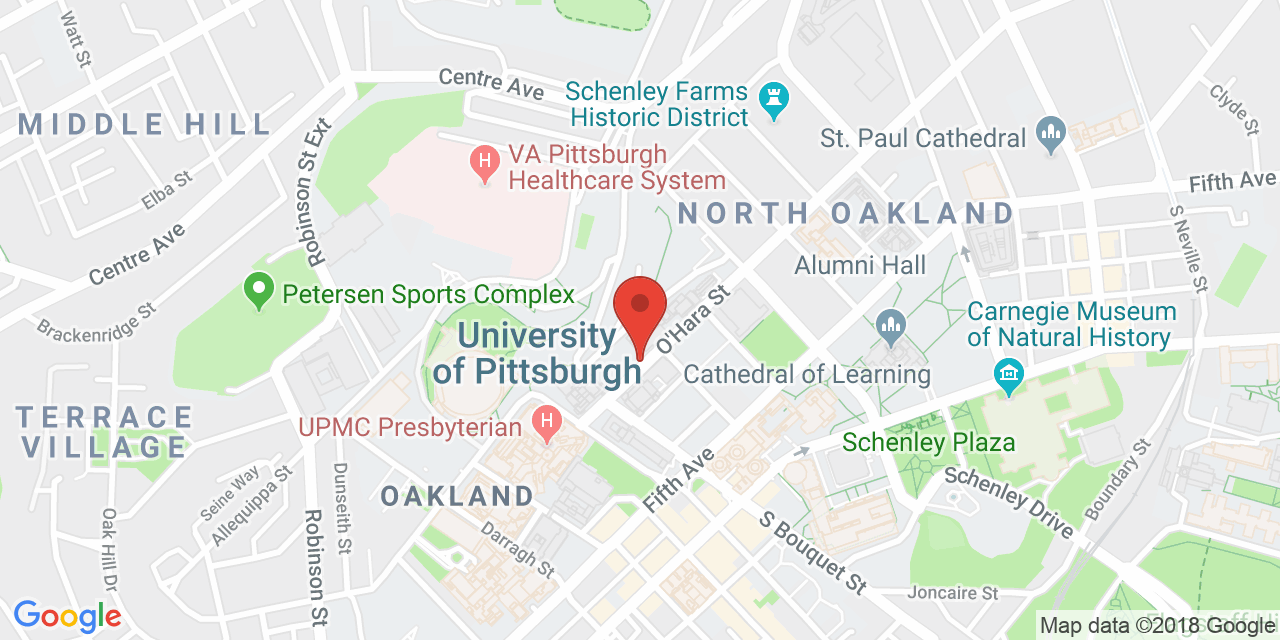 Watt St
Centre Ave
Schenley Farms
Historic District
Clyde St
MIDDLE HILL
St. Paul Cathedral
VA Pittsburgh
Healthcare System
Robinson St Ext
Elba St
Fifth Ave
NORTH OAKLAND
S Neville St
Centre Ave
Alumni Hall
Petersen Sports Complex
O'Hara St
Brackenridge St
Carnegie Museum
of Natural History
University
of Pittsburgh
Cathedral of Learning
TERRACE
VILLAGE
UPMC Presbyterian
Schenley Plaza
Seine Way
Allequippa St
Dunseith St
OAKLAND
Fifth Ave
Schenley Drive
Boundary St
Oak Hill Dr
Robinson St
Darragh St
S Bouquet St
Joncaire St
Google
Map data ©2018 Google